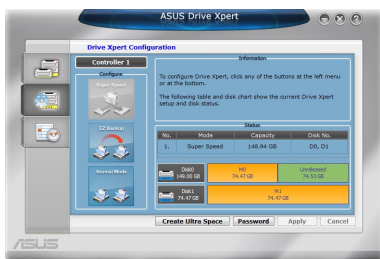 ASUS Drive Xpert
Drive Xpert Configuration
Controller 1
Configure
Super Speed
EZ Backup
Normal Mode
Information
To configure Drive Xpert, click any of the buttons at the left menu
or at the bottom.
The following table and disk chart show the current Drive Xpert
setup and disk status.
Status
No. Mode Capacity Disk No.
1. Super Speed 148.94 GB D0, D1
Disk0
149.00 GB
M0
74.47 GB
Unreleased
74.53 GB
Disk1
74.47 GB
M1
74.47 GB
Create Ultra Space Password Apply Cancel
ASUS